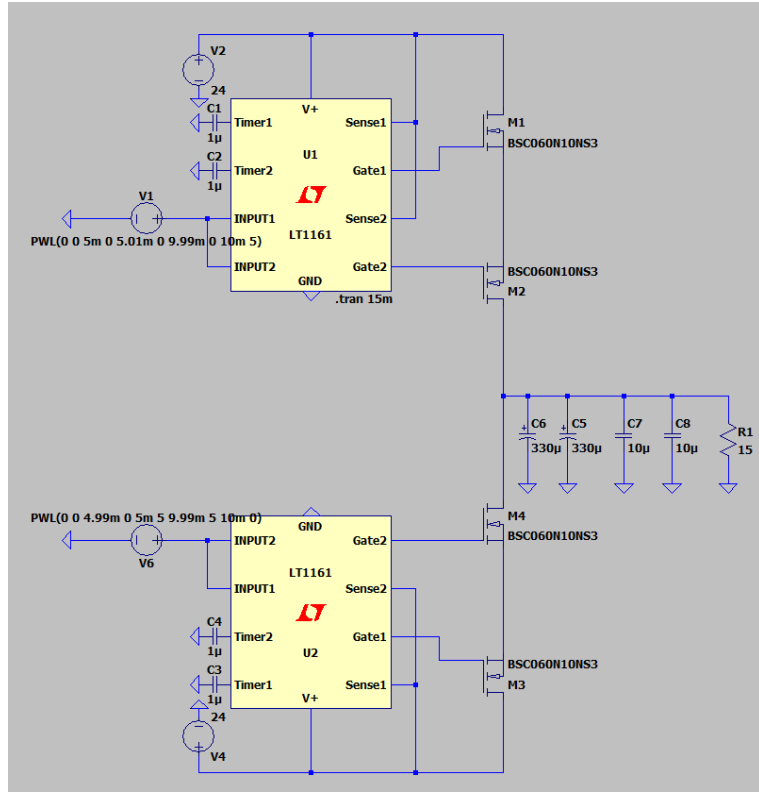 V2
24
C1
1µ
C2
1µ
V1
PWL(0 0 5m 0 5.01m 0 9.99m 0 10m 5)
V+
Timer1
Sense1
U1
Timer2
Gate1
INPUT1
Sense2
LT1161
INPUT2
Gate2
GND
.tran 15m
M1
BSC060N10NS3
BSC060N10NS3
M2
C6
330µ
C5
330µ
C7
10µ
C8
10µ
R1
15
PWL(0 0 4.99m 0 5m 5 9.99m 5 10m 0)
V6
GND
INPUT2
Gate2
LT1161
INPUT1
Sense2
Timer2
Gate1
U2
Timer1
Sense1
V+
C4
1µ
C3
1µ
24
V4
M4
BSC060N10NS3
BSC060N10NS3
M3